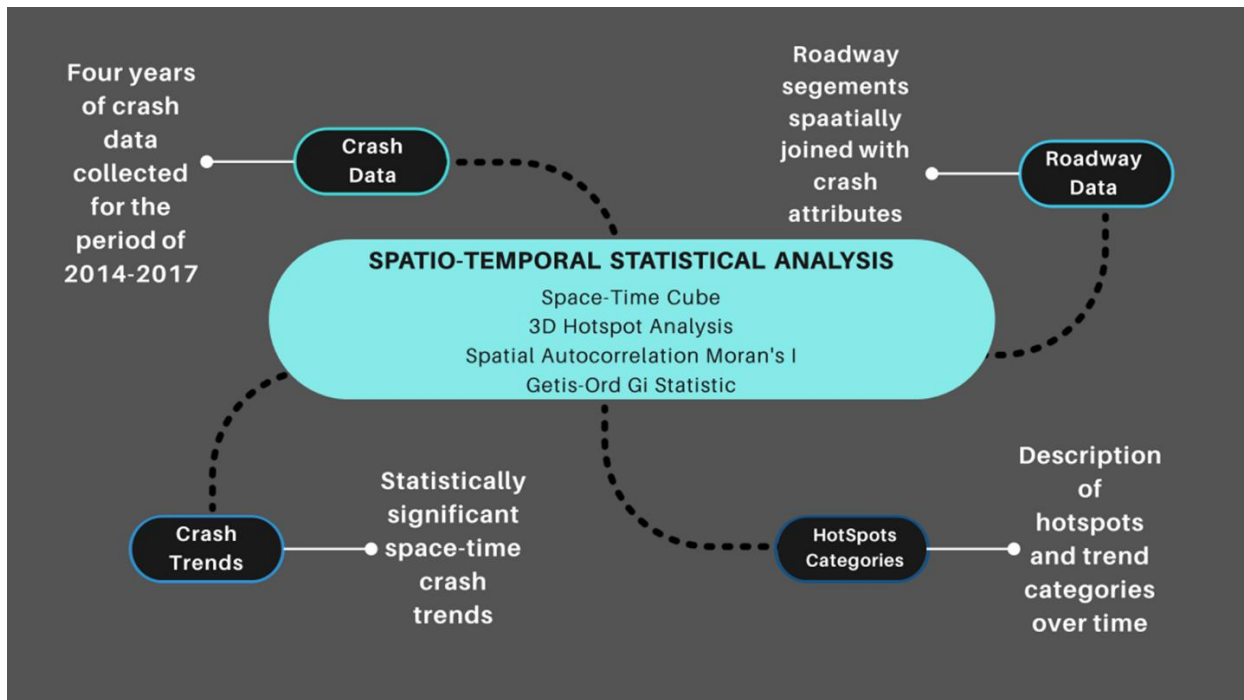 Four years
of crash
data
collected
for the
period of
2014-2017
Crash
Data
Roadway
segements
spaatially
joined with
crash
attributes
Roadway
Data
SPATIO-TEMPORAL STATISTICAL ANALYSIS
Space-Time Cube
3D Hotspot Analysis
Spatial Autocorrelation Moran's I
Getis-Ord Gi Statistic
Crash
Trends
Statistically
significant
space-time
crash
trends
HotSpots
Categories
Description
of
hotspots
and trend
categories
over time